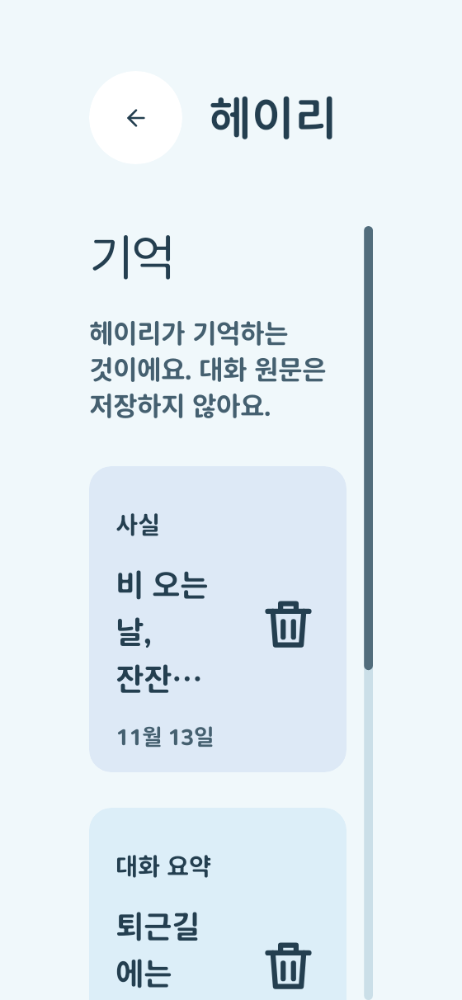 헤이리
기억
헤이리가 기억하는
것이에요. 대화 원문은
저장하지 않아요.
사실
비 오는
날,
잔잔…
11월 13일
대화 요약
퇴근길
에는